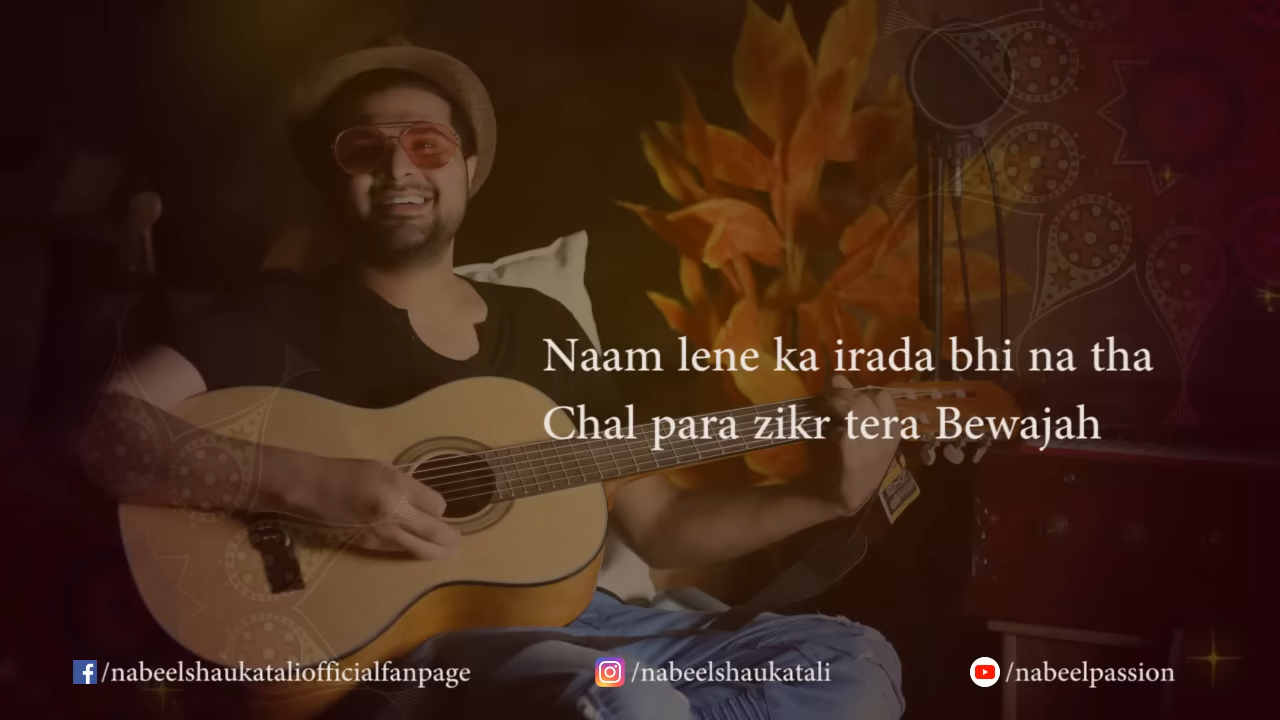 Naam lene ka irada bhi na tha
Chal para zikr tera Bewajah
/nabeelshaukataliofficialfanpage
/nabeelshaukatali
/nabeelpassion